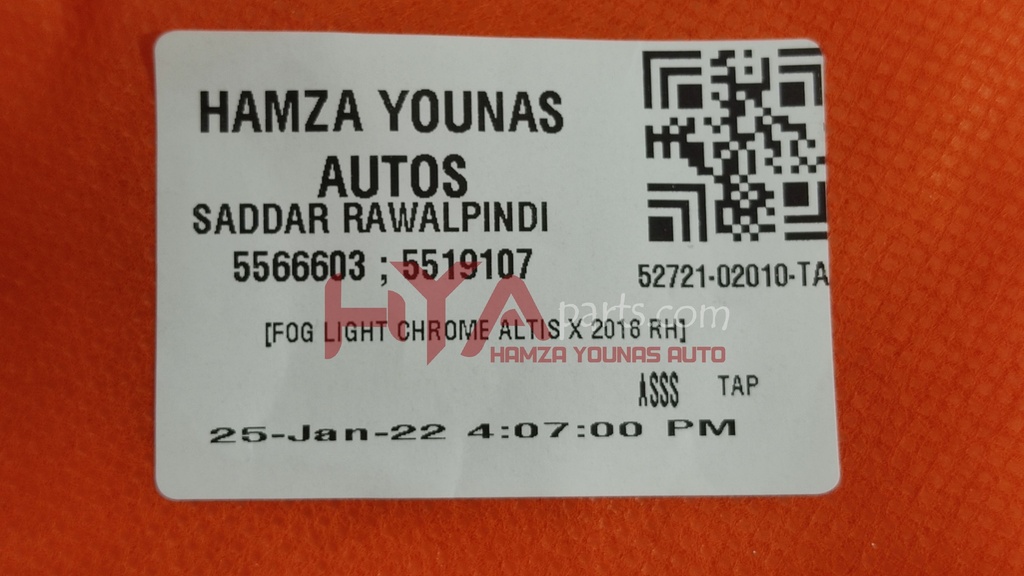 HAMZA YOUNAS
AUTOS
SADDAR RAWALPINDI
5566603 ; 5519107
52721-02010-TA
HYA parts.com
[FOG LIGHT CHROME ALTIS X 2018 RH]
HAMZA YOUNAS AUTO
ASSS TAP
25-Jan-22 4:07:00 PM